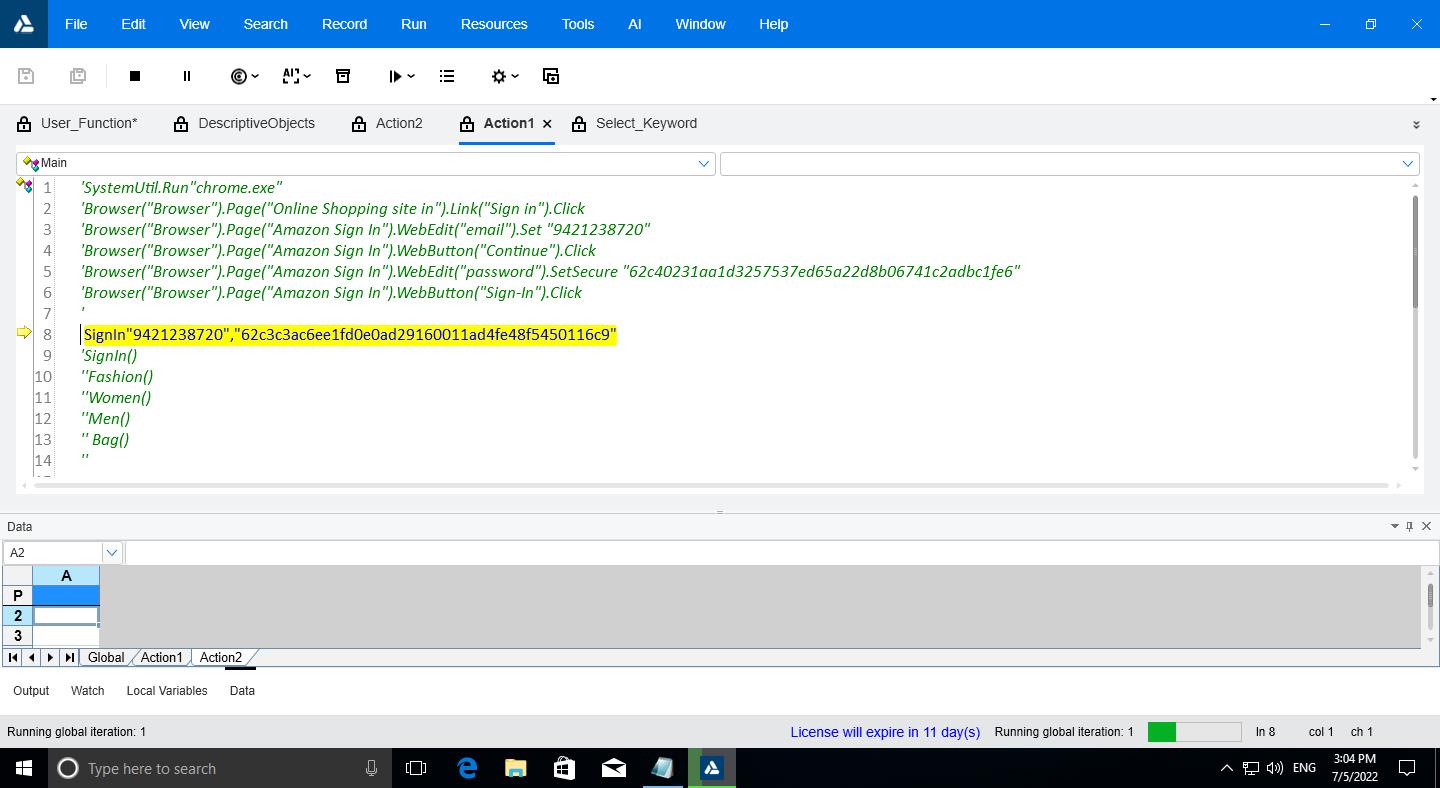 File Edit View Search Record Run Resources Tools AI Window Help
User_Function* DescriptiveObjects Action2 Action1 Select_Keyword
Main
1 'SystemUtil.Run"chrome.exe"
2 'Browser("Browser").Page("Online Shopping site in").Link("Sign in").Click
3 'Browser("Browser").Page("Amazon Sign In").WebEdit("email").Set "9421238720"
4 'Browser("Browser").Page("Amazon Sign In").WebButton("Continue").Click
5 'Browser("Browser").Page("Amazon Sign In").WebEdit("password").SetSecure "62c40231aa1d3257537ed65a22d8b06741c2adbc1fe6"
6 'Browser("Browser").Page("Amazon Sign In").WebButton("Sign-In").Click
7 '
8 SignIn"9421238720","62c3c3ac6ee1fd0e0ad29160011ad4fe48f5450116c9"
9 'SignIn()
10 ''Fashion()
11 ''Women()
12 ''Men()
13 '' Bag()
14 ''
Data
A2
A
P
2
3
Global Action1 Action2
Output Watch Local Variables Data
Running global iteration: 1 License will expire in 11 day(s) Running global iteration: 1 ln 8 col 1 ch 1
Type here to search ENG 3:04 PM
7/5/2022